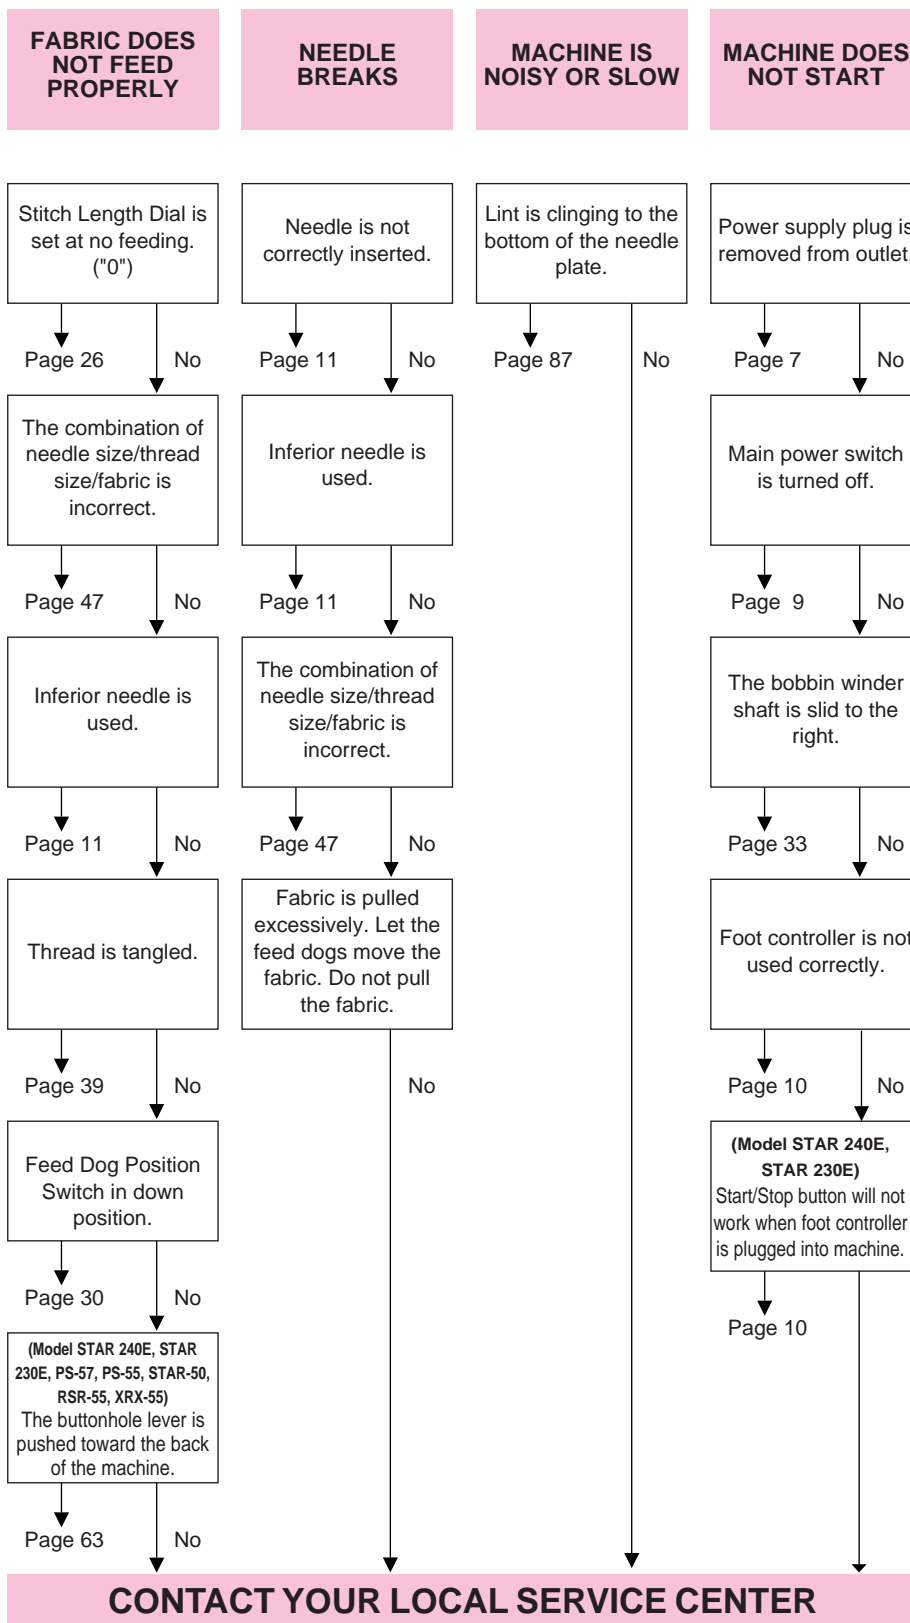 FABRIC DOES
NOT FEED
PROPERLY
Stitch Length Dial is
set at no feeding.
("0")
Page 26
No
The combination of
needle size/thread
size/fabric is
incorrect.
Page 47
No
Inferior needle is
used.
Page 11
No
Thread is tangled.
Page 39
No
Feed Dog Position
Switch in down
position.
Page 30
No
(Model STAR 240E, STAR
230E, PS-57, PS-55, STAR-50,
RSR-55, XRX-55)
The buttonhole lever is
pushed toward the back
of the machine.
Page 63
No
NEEDLE
BREAKS
Needle is not
correctly inserted.
Page 11
No
Inferior needle is
used.
Page 11
No
The combination of
needle size/thread
size/fabric is
incorrect.
Page 47
No
Fabric is pulled
excessively. Let the
feed dogs move the
fabric. Do not pull
the fabric.
No
MACHINE IS
NOISY OR SLOW
Lint is clinging to the
bottom of the needle
plate.
Page 87
No
MACHINE DOES
NOT START
Power supply plug is
removed from outlet.
Page 7
No
Main power switch
is turned off.
Page 9
No
The bobbin winder
shaft is slid to the
right.
Page 33
No
Foot controller is not
used correctly.
Page 10
No
(Model STAR 240E,
STAR 230E)
Start/Stop button will not
work when foot controller
is plugged into machine.
Page 10
CONTACT YOUR LOCAL SERVICE CENTER